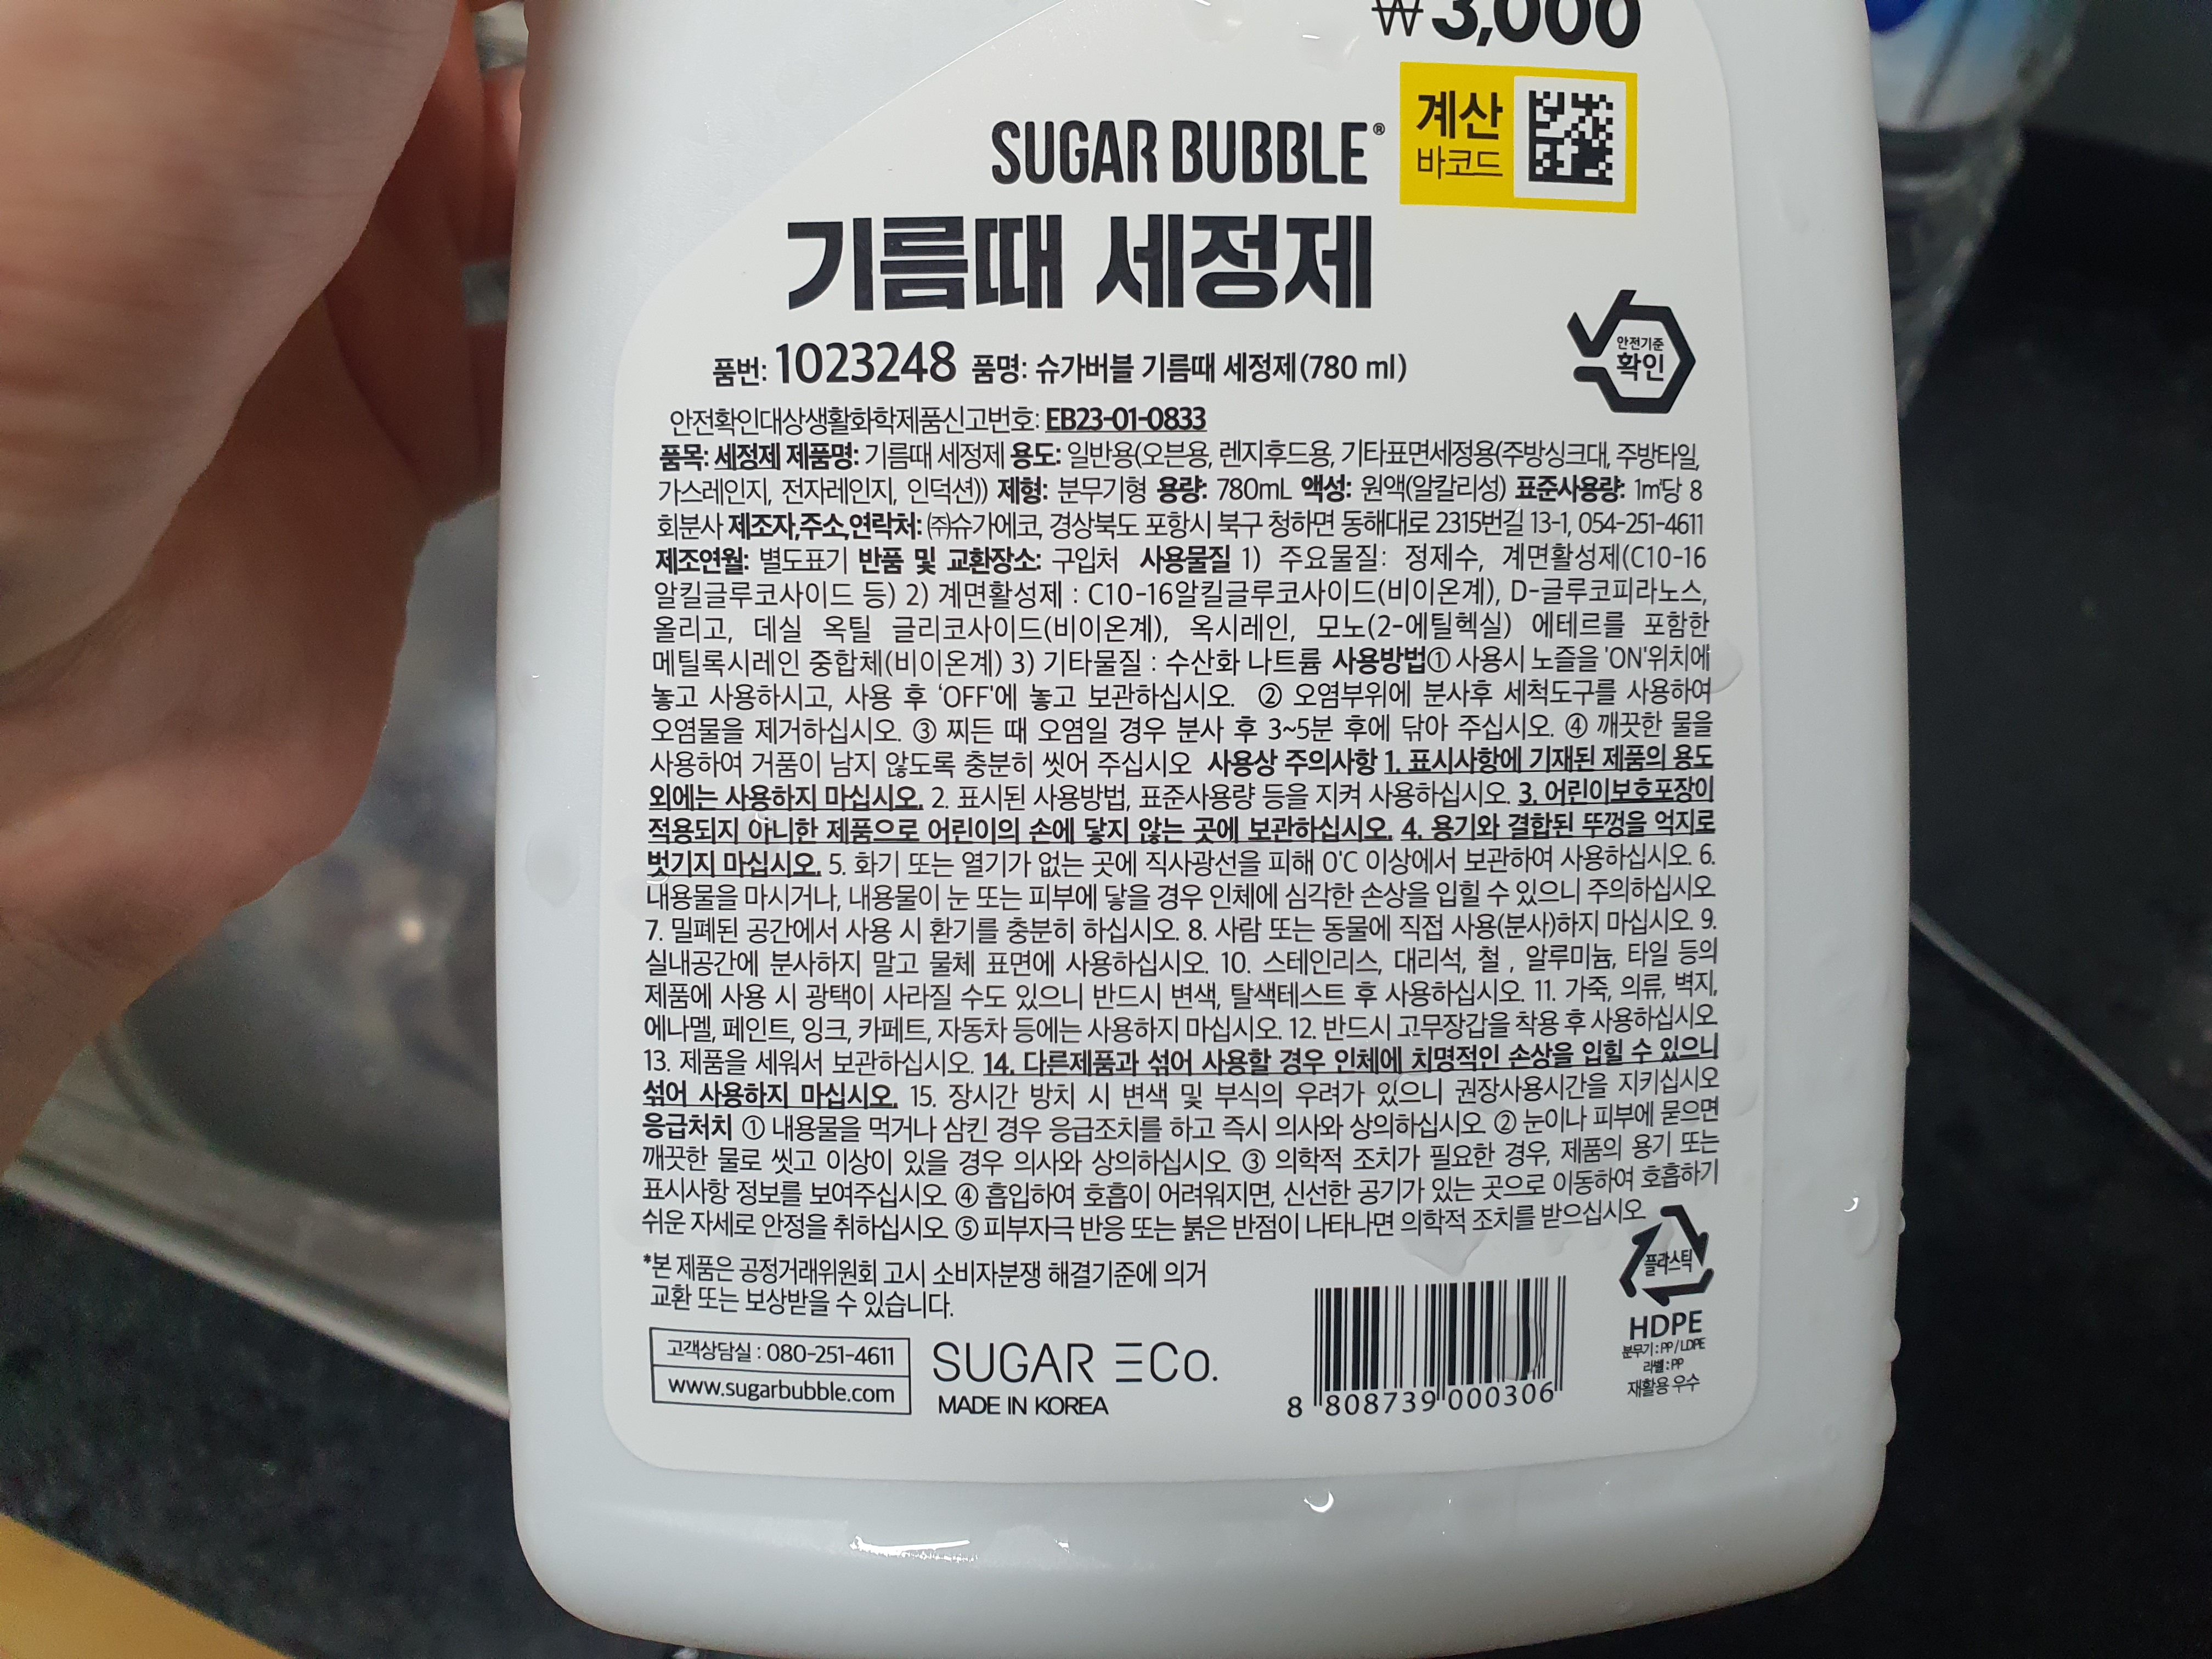 ₩3,000
SUGAR BUBBLE®
계산
바코드
기름때 세정제
안전기준
확인
품번: 1023248 품명: 슈가버블 기름때 세정제(780 ml)
안전확인대상생활화학제품신고번호: EB23-01-0833
품목: 세정제 제품명: 기름때 세정제 용도: 일반용(오븐용, 렌지후드용, 기타표면세정용(주방싱크대, 주방타일,
가스레인지, 전자레인지, 인덕션)) 제형: 분무기형 용량: 780mL 액성: 원액(알칼리성) 표준사용량: 1㎡당 8
회분사 제조자,주소,연락처: ㈜슈가에코, 경상북도 포항시 북구 청하면 동해대로 2315번길 13-1, 054-251-4611
제조연월: 별도표기 반품 및 교환장소: 구입처 사용물질 1) 주요물질: 정제수, 계면활성제(C10-16
알킬글루코사이드 등) 2) 계면활성제 : C10-16알킬글루코사이드(비이온계), D-글루코피라노스,
올리고, 데실 옥틸 글리코사이드(비이온계), 옥시레인, 모노(2-에틸헥실) 에테르를 포함한
메틸록시레인 중합체(비이온계) 3) 기타물질 : 수산화 나트륨 사용방법① 사용시 노즐을 'ON'위치에
놓고 사용하시고, 사용 후 'OFF'에 놓고 보관하십시오. ② 오염부위에 분사후 세척도구를 사용하여
오염물을 제거하십시오. ③ 찌든 때 오염일 경우 분사 후 3~5분 후에 닦아 주십시오. ④ 깨끗한 물을
사용하여 거품이 남지 않도록 충분히 씻어 주십시오 사용상 주의사항 1. 표시사항에 기재된 제품의 용도
외에는 사용하지 마십시오. 2. 표시된 사용방법, 표준사용량 등을 지켜 사용하십시오. 3. 어린이보호포장이
적용되지 아니한 제품으로 어린이의 손에 닿지 않는 곳에 보관하십시오. 4. 용기와 결합된 뚜껑을 억지로
벗기지 마십시오. 5. 화기 또는 열기가 없는 곳에 직사광선을 피해 0℃ 이상에서 보관하여 사용하십시오. 6.
내용물을 마시거나, 내용물이 눈 또는 피부에 닿을 경우 인체에 심각한 손상을 입힐 수 있으니 주의하십시오
7. 밀폐된 공간에서 사용 시 환기를 충분히 하십시오. 8. 사람 또는 동물에 직접 사용(분사)하지 마십시오. 9.
실내공간에 분사하지 말고 물체 표면에 사용하십시오. 10. 스테인리스, 대리석, 철 , 알루미늄, 타일 등의
제품에 사용 시 광택이 사라질 수도 있으니 반드시 변색, 탈색테스트 후 사용하십시오. 11. 가죽, 의류, 벽지,
에나멜, 페인트, 잉크, 카페트, 자동차 등에는 사용하지 마십시오. 12. 반드시 고무장갑을 착용 후 사용하십시오
13. 제품을 세워서 보관하십시오. 14. 다른제품과 섞어 사용할 경우 인체에 치명적인 손상을 입힐 수 있으니
섞어 사용하지 마십시오. 15. 장시간 방치 시 변색 및 부식의 우려가 있으니 권장사용시간을 지키십시오
응급처치 ① 내용물을 먹거나 삼킨 경우 응급조치를 하고 즉시 의사와 상의하십시오 ② 눈이나 피부에 묻으면
깨끗한 물로 씻고 이상이 있을 경우 의사와 상의하십시오 ③ 의학적 조치가 필요한 경우, 제품의 용기 또는
표시사항 정보를 보여주십시오 ④ 흡입하여 호흡이 어려워지면, 신선한 공기가 있는 곳으로 이동하여 호흡하기
쉬운 자세로 안정을 취하십시오 ⑤ 피부자극 반응 또는 붉은 반점이 나타나면 의학적 조치를 받으십시오
*본 제품은 공정거래위원회 고시 소비자분쟁 해결기준에 의거
교환 또는 보상받을 수 있습니다.
고객상담실 : 080-251-4611
www.sugarbubble.com
SUGAR ECo.
MADE IN KOREA
8 808739 000306
플라스틱
HDPE
분무기 : PP / LDPE
라벨 : PP
재활용 우수